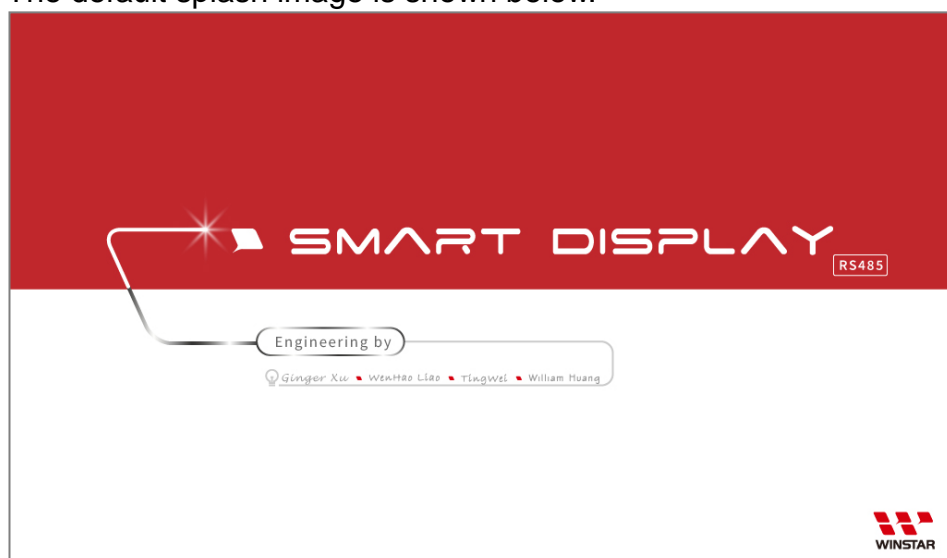 The default splash image is shown below.
SMART DISPLAY
RS485
Engineering by
Ginger Xu ▪ WenHao Liao ▪ TingWei ▪ William Huang
WINSTAR